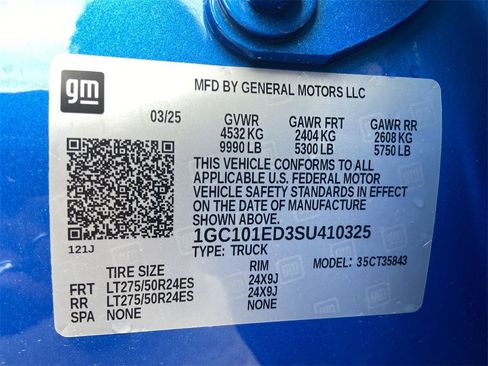 gm
MFD BY GENERAL MOTORS LLC
03/25 GVWR GAWR FRT GAWR RR
4532 KG 2404 KG 2608 KG
9990 LB 5300 LB 5750 LB
THIS VEHICLE CONFORMS TO ALL
APPLICABLE U.S. FEDERAL MOTOR
VEHICLE SAFETY STANDARDS IN EFFECT
ON THE DATE OF MANUFACTURE
SHOWN ABOVE.
1GC101ED3SU410325
121J TYPE: TRUCK MODEL: 35CT35843
TIRE SIZE RIM
FRT LT275/50R24ES 24X9J
RR LT275/50R24ES 24X9J
SPA NONE NONE